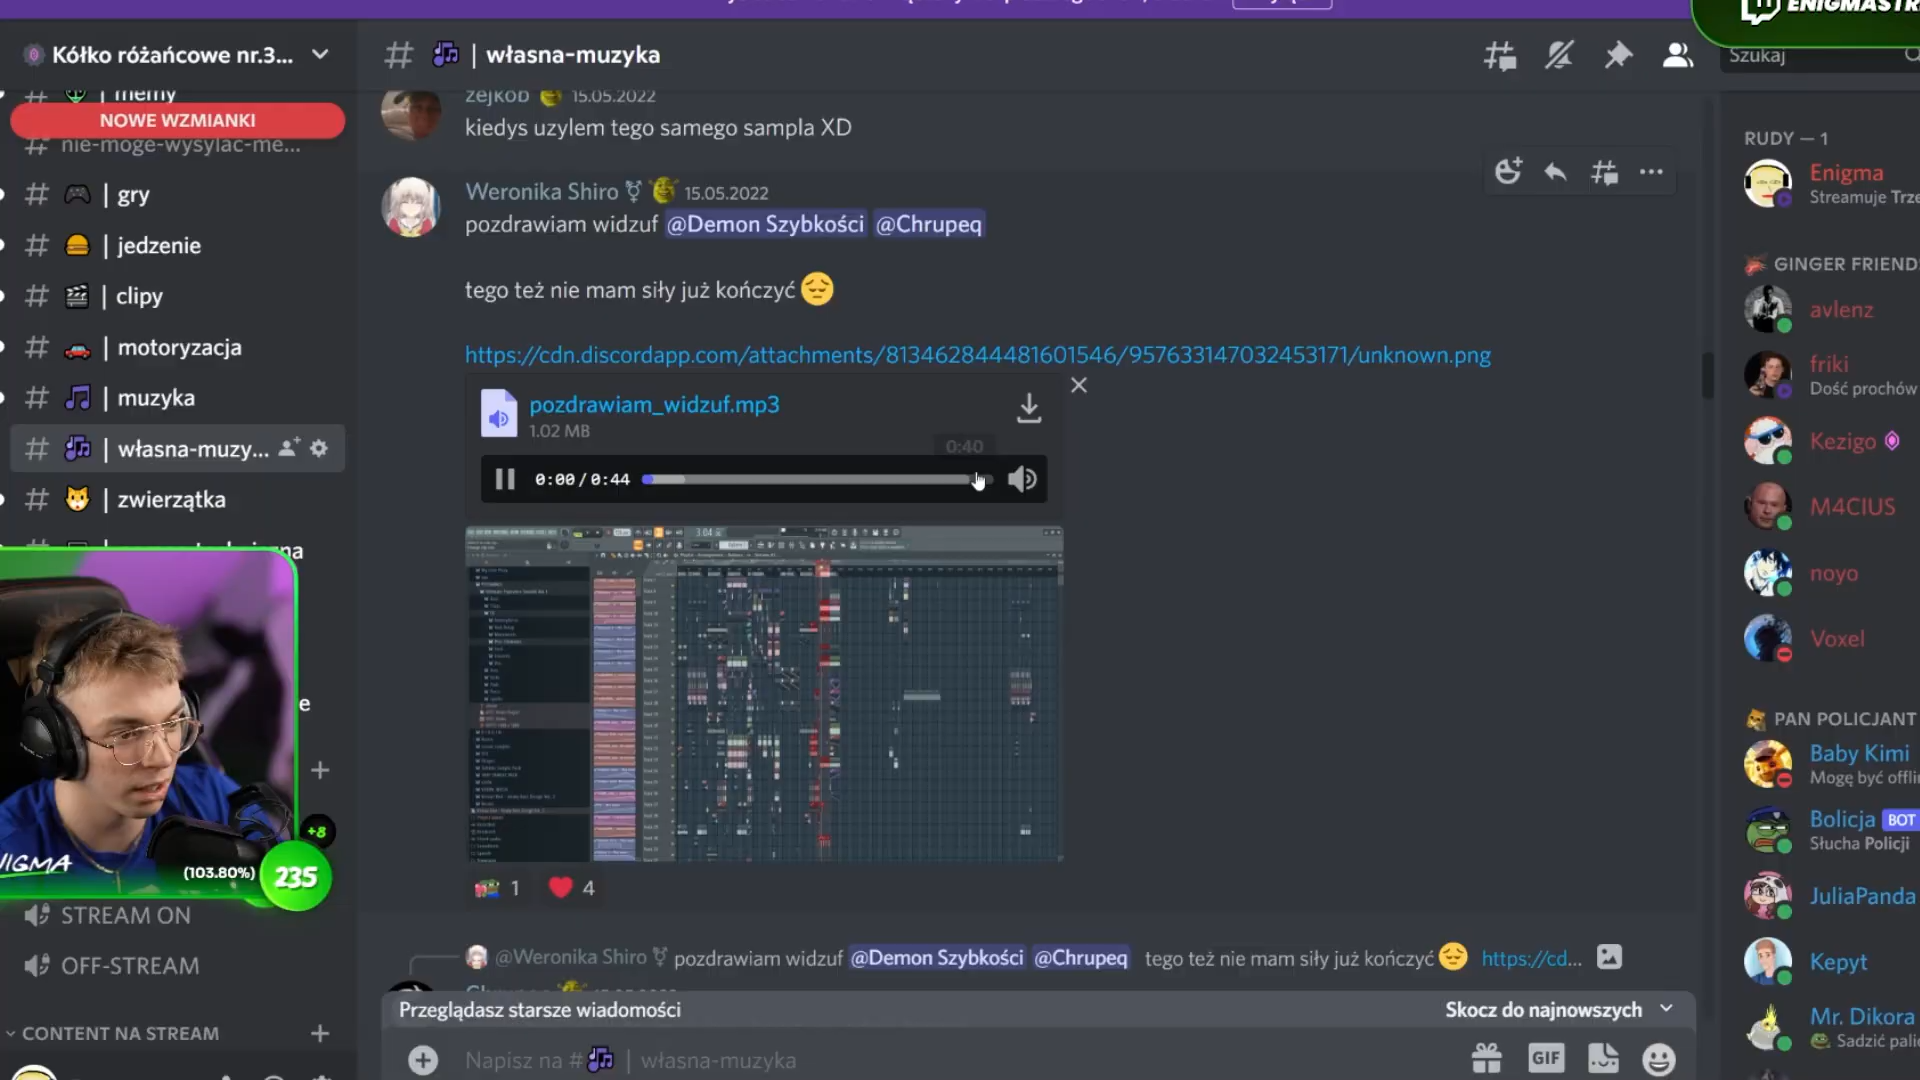 Kółko różańcowe nr.3...
| memy
NOWE WZMIANKI
nie-moge-wysylac-me...
| gry
| jedzenie
| clipy
| motoryzacja
| muzyka
| własna-muzy...
| zwierzątka
NIGMA
(103.80%)
+8
235
STREAM ON
OFF-STREAM
CONTENT NA STREAM
# | własna-muzyka
zejkob 15.05.2022
kiedys uzylem tego samego sampla XD
Weronika Shiro 15.05.2022
pozdrawiam widzuf @Demon Szybkości @Chrupeq
tego też nie mam siły już kończyć
https://cdn.discordapp.com/attachments/813462844481601546/957633147032453171/unknown.png
pozdrawiam_widzuf.mp3
1.02 MB
0:40
0:00 / 0:44
1 4
@Weronika Shiro pozdrawiam widzuf @Demon Szybkości @Chrupeq tego też nie mam siły już kończyć https://cd...
Przeglądasz starsze wiadomości Skocz do najnowszych
Napisz na # | własna-muzyka
GIF
ENIGMASTR
Szukaj
RUDY — 1
Enigma
Streamuje Trze
GINGER FRIENDS
avlenz
friki
Dość prochów
Kezigo
M4CIUS
noyo
Voxel
PAN POLICJANT
Baby Kimi
Mogę być offli
Bolicja BOT
Słucha Policji
JuliaPanda
Kepyt
Mr. Dikora
Sadzić pali